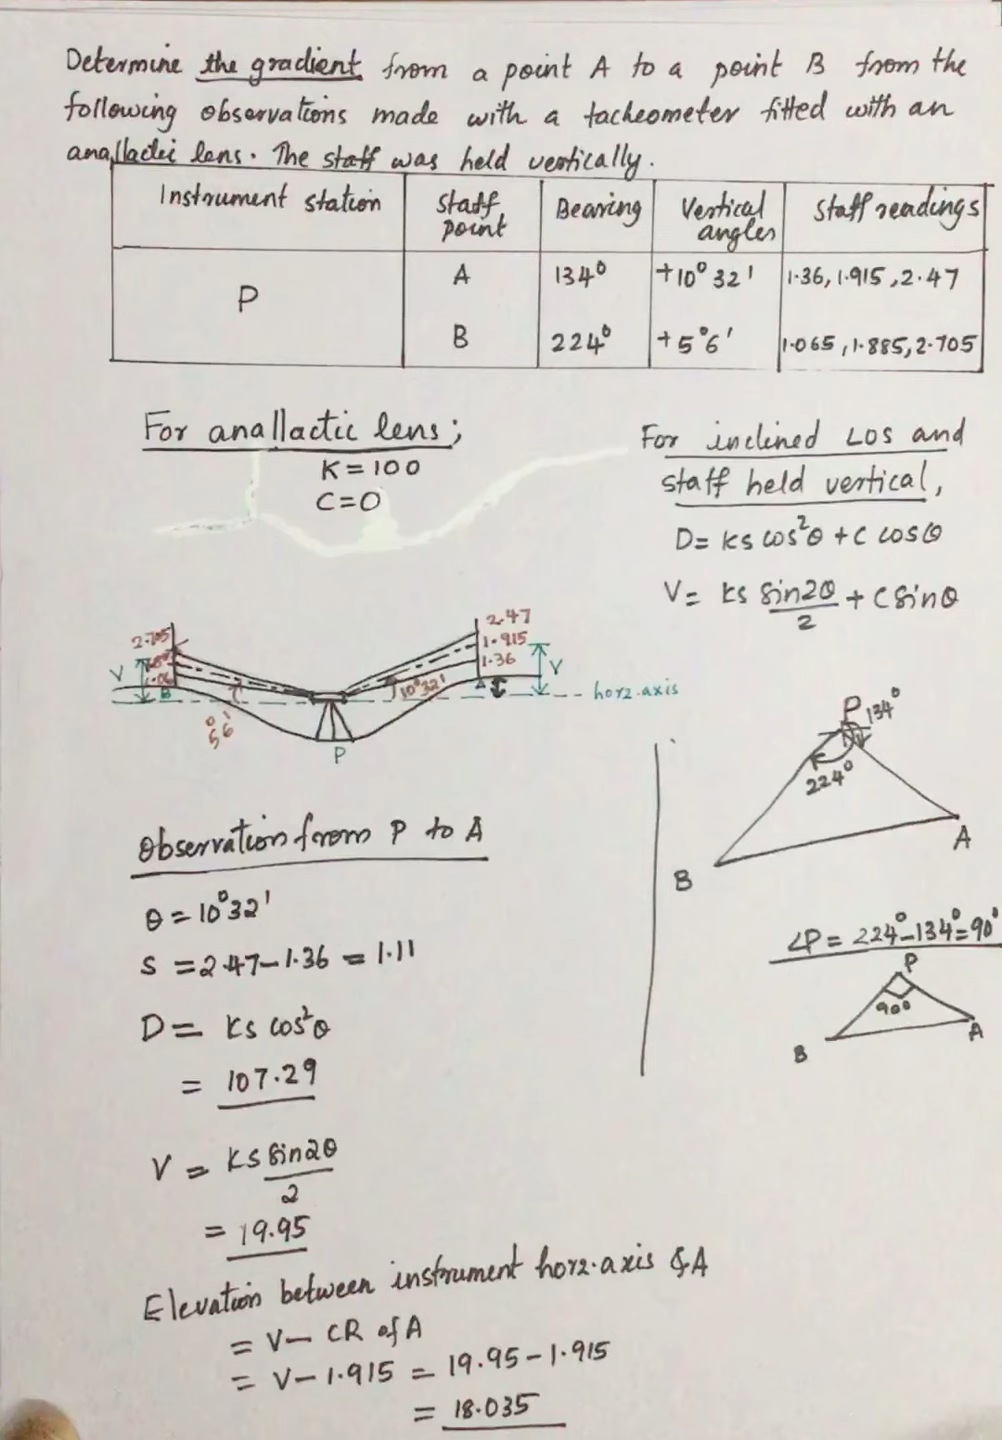 Determine the gradient from a point A to a point B from the
following observations made with a tacheometer fitted with an
anallactic lens. The staff was held vertically.
Instrument station Staff point Bearing Vertical angles Staff readings
P A 134° +10° 32' 1.36, 1.915, 2.47
B 224° +5°6' 1.065, 1.885, 2.705
For anallactic lens;
K = 100
C=0
For inclined LOS and
staff held vertical,
D= ks cos²θ + c cosθ
V= ks sin2θ/2 + c sinθ
2.705
V
B
5°6'
P
2.47
1.915
1.36
10°32'
A
V
horz.axis
P 134°
224°
B
A
∠P = 224°-134°=90°
P
90°
B
A
Observation from P to A
θ = 10°32'
S = 2.47-1.36 = 1.11
D = ks cos²θ
= 107.29
V = ks sin2θ
2
= 19.95
Elevation between instrument horz.axis & A
= V- CR of A
= V-1.915 = 19.95-1.915
= 18.035